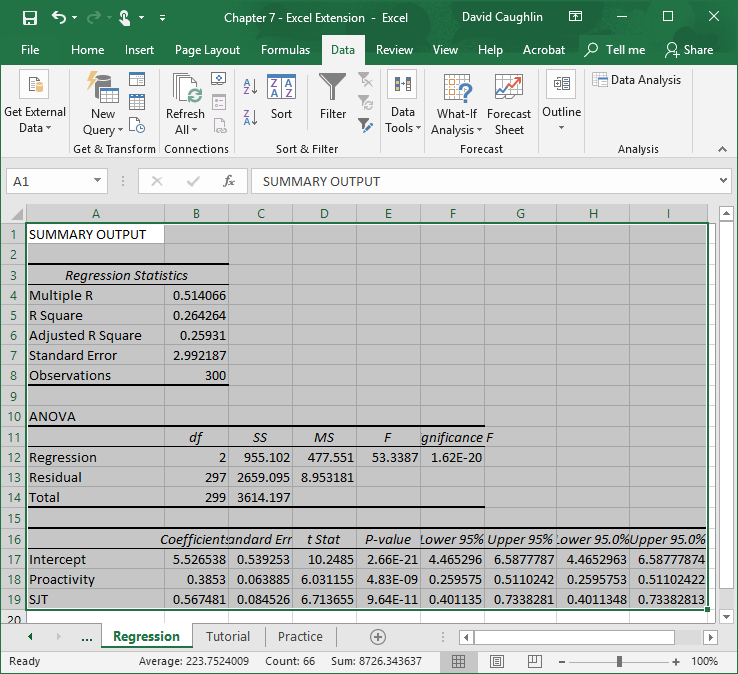 Chapter 7 - Excel Extension - Excel David Caughlin
File Home Insert Page Layout Formulas Data Review View Help Acrobat Tell me Share
Get External Data
New Query
Refresh All
Sort
Filter
Data Tools
What-If Analysis
Forecast Sheet
Outline
Data Analysis
Get & Transform Connections Sort & Filter Forecast Analysis
A1 fx SUMMARY OUTPUT
A B C D E F G H I
1 SUMMARY OUTPUT
2
3 Regression Statistics
4 Multiple R 0.514066
5 R Square 0.264264
6 Adjusted R Square 0.25931
7 Standard Error 2.992187
8 Observations 300
9
10 ANOVA
11 df SS MS F gnificance F
12 Regression 2 955.102 477.551 53.3387 1.62E-20
13 Residual 297 2659.095 8.953181
14 Total 299 3614.197
15
16 Coefficients andard Err t Stat P-value Lower 95% Upper 95% Lower 95.0% Upper 95.0%
17 Intercept 5.526538 0.539253 10.2485 2.66E-21 4.465296 6.5877787 4.4652963 6.58777874
18 Proactivity 0.3853 0.063885 6.031155 4.83E-09 0.259575 0.5110242 0.2595753 0.51102422
19 SJT 0.567481 0.084526 6.713655 9.64E-11 0.401135 0.7338281 0.4011348 0.73382813
20
... Regression Tutorial Practice
Ready Average: 223.7524009 Count: 66 Sum: 8726.343637 100%